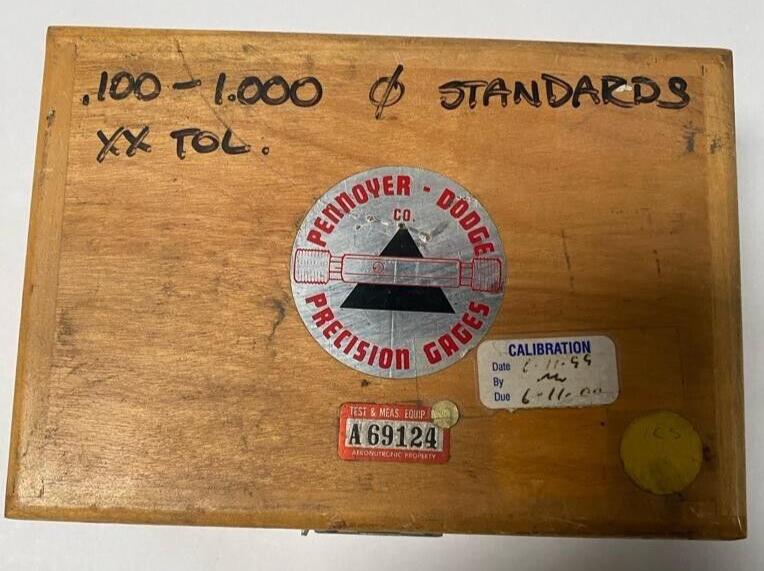 .100 - 1.000 ∅ STANDARDS
XX TOL.
PENNOYER - DODGE
CO.
PRECISION GAGES
CALIBRATION
Date 6-11-99
By
Due 6-11-00
TEST & MEAS. EQUIP.
A 69124
AERONUTRONIC PROPERTY